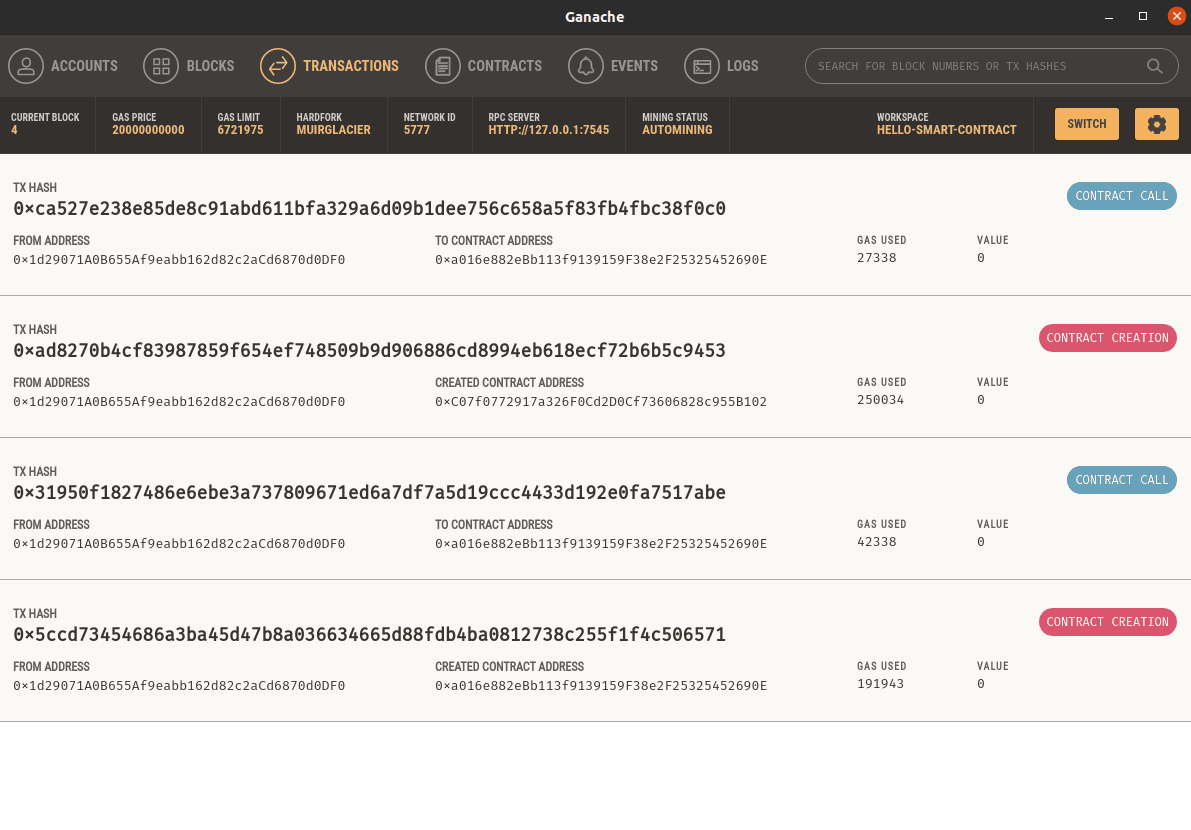 Ganache
ACCOUNTS BLOCKS TRANSACTIONS CONTRACTS EVENTS LOGS SEARCH FOR BLOCK NUMBERS OR TX HASHES
CURRENT BLOCK GAS PRICE GAS LIMIT HARDFORK NETWORK ID RPC SERVER MINING STATUS WORKSPACE
4 20000000000 6721975 MUIRGLACIER 5777 HTTP://127.0.0.1:7545 AUTOMINING HELLO-SMART-CONTRACT SWITCH
TX HASH
0×ca527e238e85de8c91abd611bfa329a6d09b1dee756c658a5f83fb4fbc38f0c0 CONTRACT CALL
FROM ADDRESS TO CONTRACT ADDRESS GAS USED VALUE
0×1d29071A0B655Af9eabb162d82c2aCd6870d0DF0 0×a016e882eBb113f9139159F38e2F25325452690E 27338 0
TX HASH
0×ad8270b4cf83987859f654ef748509b9d906886cd8994eb618ecf72b6b5c9453 CONTRACT CREATION
FROM ADDRESS CREATED CONTRACT ADDRESS GAS USED VALUE
0×1d29071A0B655Af9eabb162d82c2aCd6870d0DF0 0×C07f0772917a326F0Cd2D0Cf73606828c955B102 250034 0
TX HASH
0×31950f1827486e6ebe3a737809671ed6a7df7a5d19ccc4433d192e0fa7517abe CONTRACT CALL
FROM ADDRESS TO CONTRACT ADDRESS GAS USED VALUE
0×1d29071A0B655Af9eabb162d82c2aCd6870d0DF0 0×a016e882eBb113f9139159F38e2F25325452690E 42338 0
TX HASH
0×5ccd73454686a3ba45d47b8a036634665d88fdb4ba0812738c255f1f4c506571 CONTRACT CREATION
FROM ADDRESS CREATED CONTRACT ADDRESS GAS USED VALUE
0×1d29071A0B655Af9eabb162d82c2aCd6870d0DF0 0×a016e882eBb113f9139159F38e2F25325452690E 191943 0